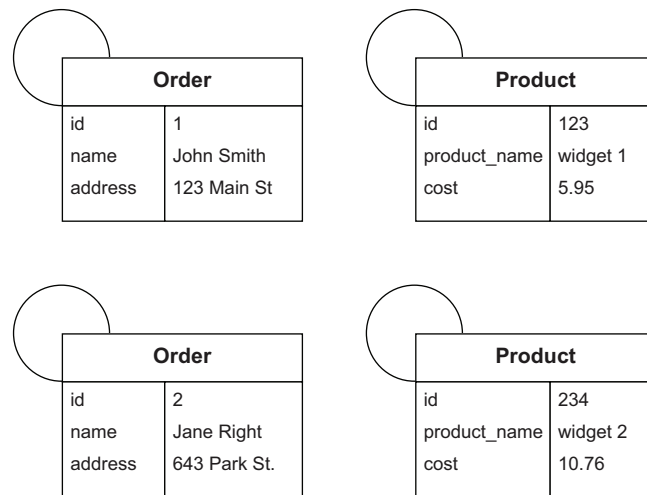 Order
id 1
name John Smith
address 123 Main St
Product
id 123
product_name widget 1
cost 5.95
Order
id 2
name Jane Right
address 643 Park St.
Product
id 234
product_name widget 2
cost 10.76